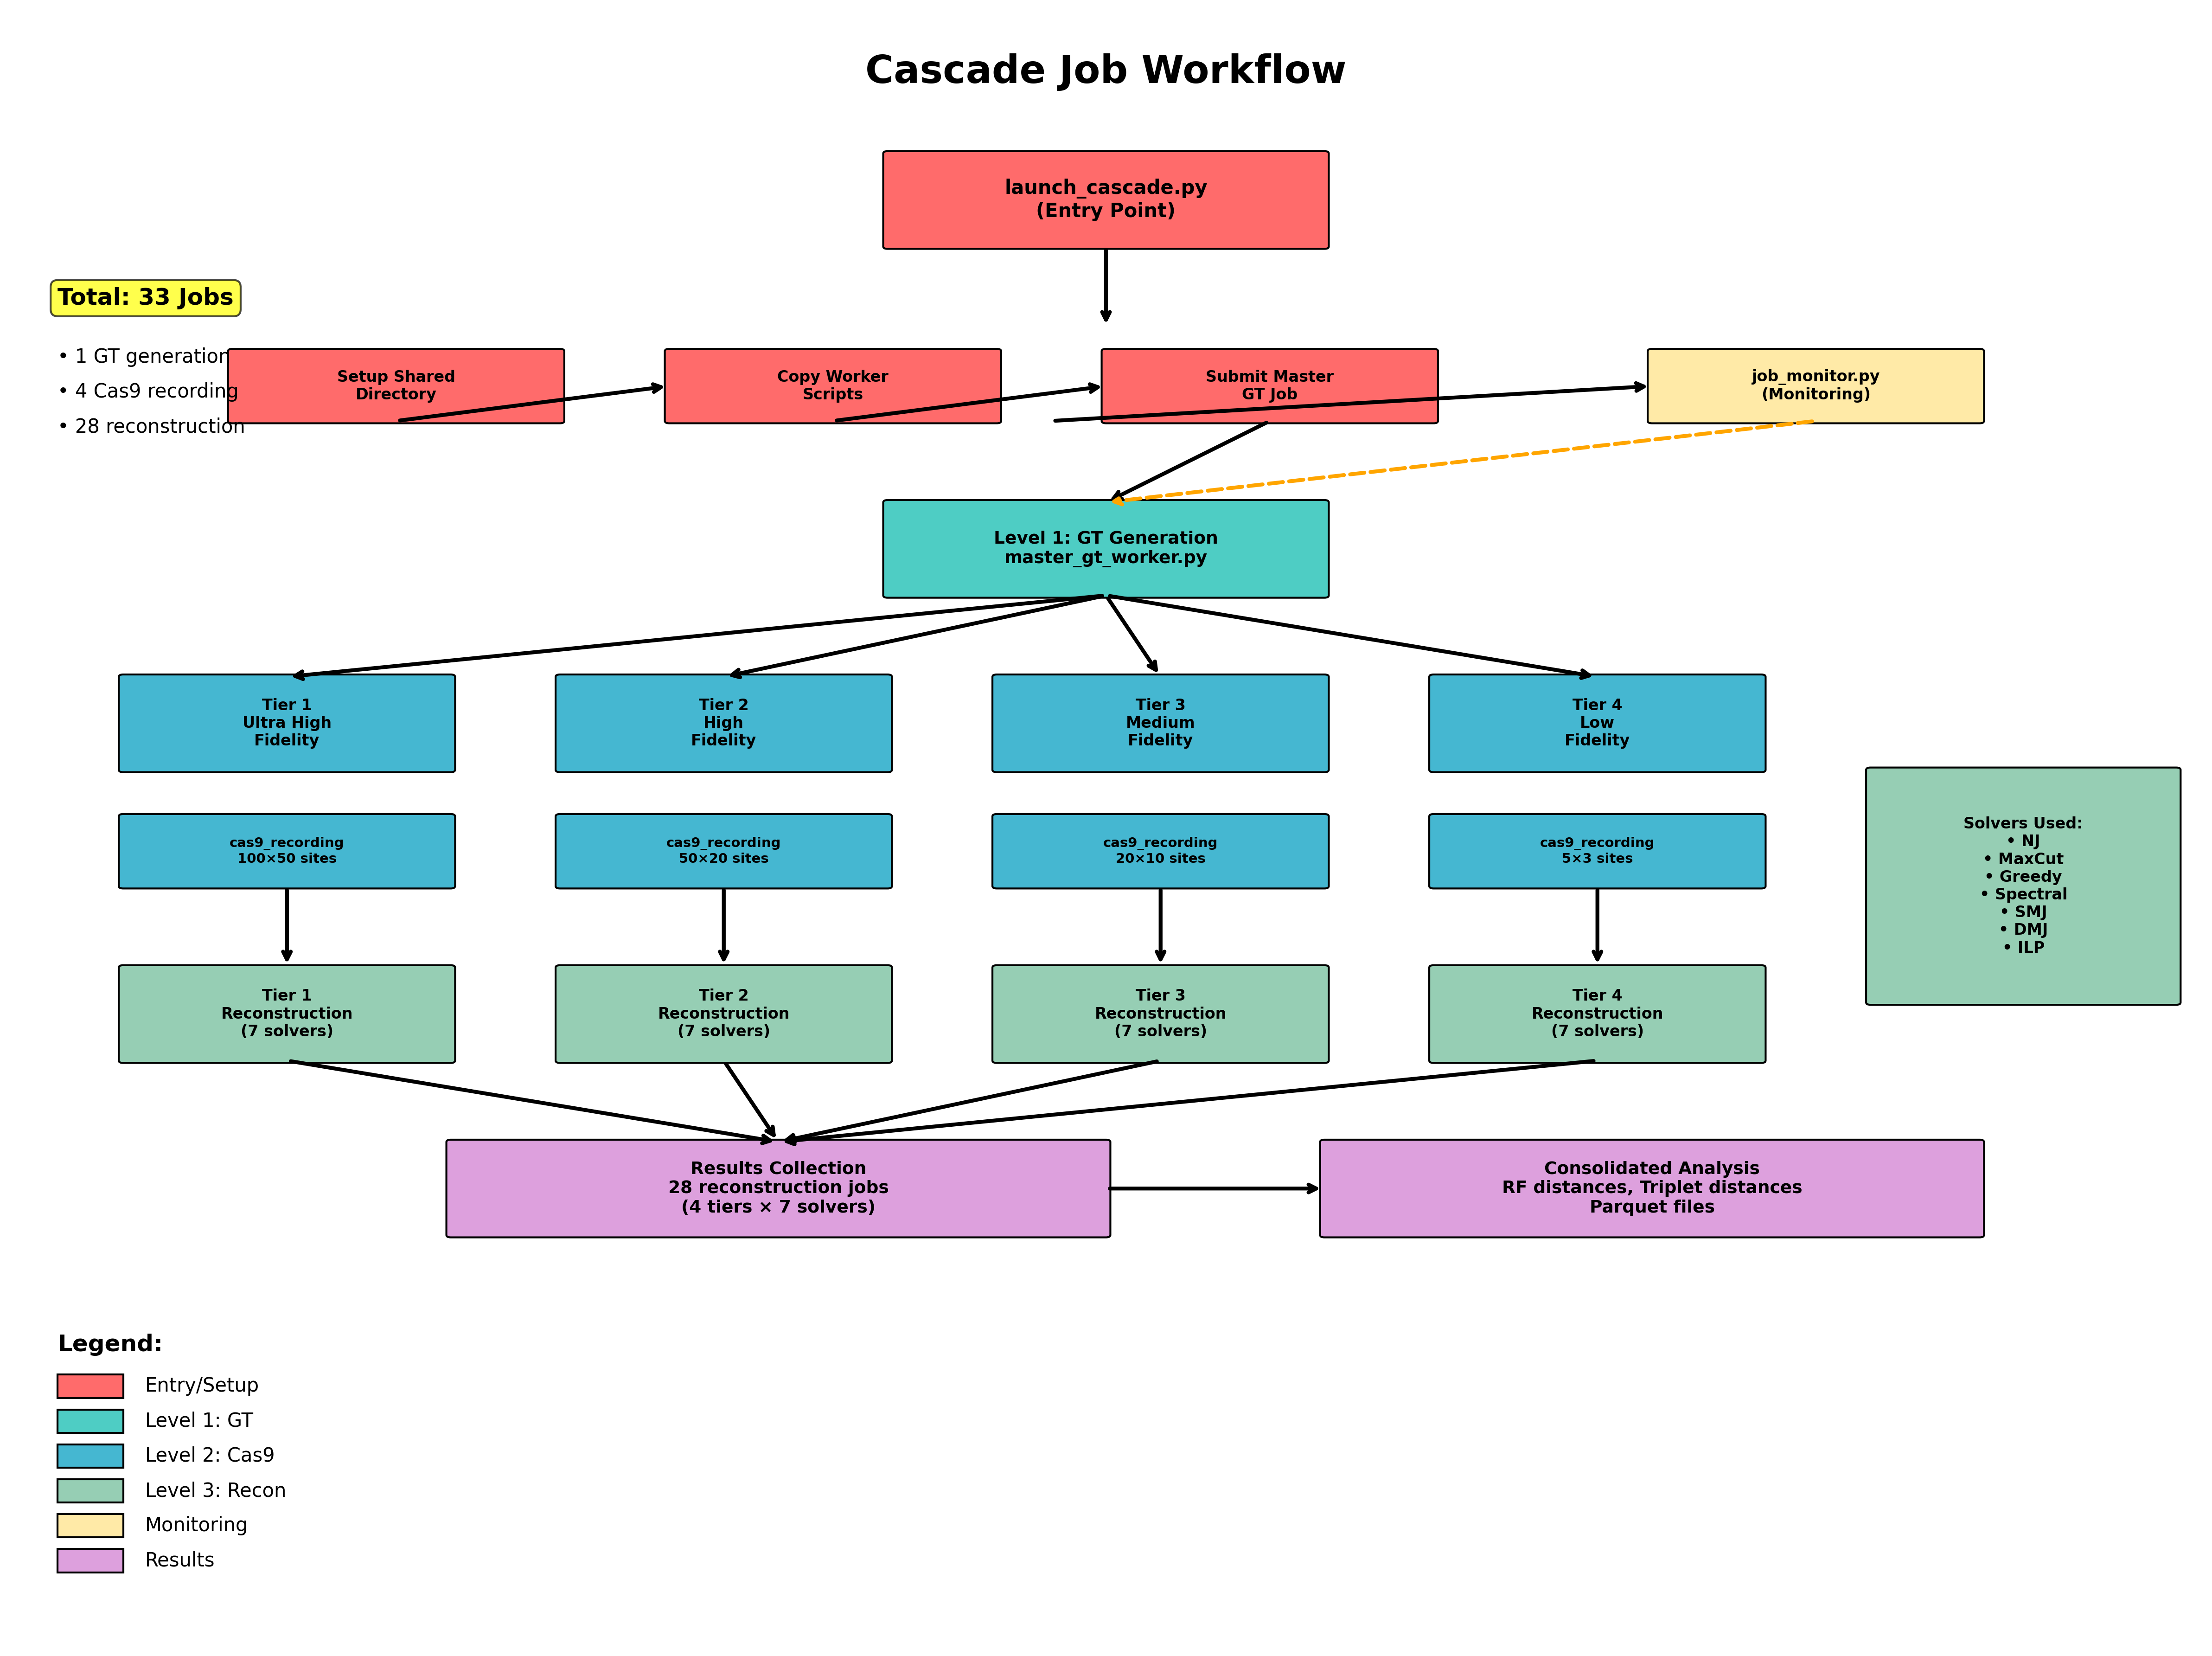 Cascade Job Workflow
launch_cascade.py
(Entry Point)
Total: 33 Jobs
• 1 GT generation
• 4 Cas9 recording
• 28 reconstruction
Setup Shared
Directory
Copy Worker
Scripts
Submit Master
GT Job
job_monitor.py
(Monitoring)
Level 1: GT Generation
master_gt_worker.py
Tier 1
Ultra High
Fidelity
Tier 2
High
Fidelity
Tier 3
Medium
Fidelity
Tier 4
Low
Fidelity
cas9_recording
100×50 sites
cas9_recording
50×20 sites
cas9_recording
20×10 sites
cas9_recording
5×3 sites
Solvers Used:
• NJ
• MaxCut
• Greedy
• Spectral
• SMJ
• DMJ
• ILP
Tier 1
Reconstruction
(7 solvers)
Tier 2
Reconstruction
(7 solvers)
Tier 3
Reconstruction
(7 solvers)
Tier 4
Reconstruction
(7 solvers)
Results Collection
28 reconstruction jobs
(4 tiers × 7 solvers)
Consolidated Analysis
RF distances, Triplet distances
Parquet files
Legend:
Entry/Setup
Level 1: GT
Level 2: Cas9
Level 3: Recon
Monitoring
Results